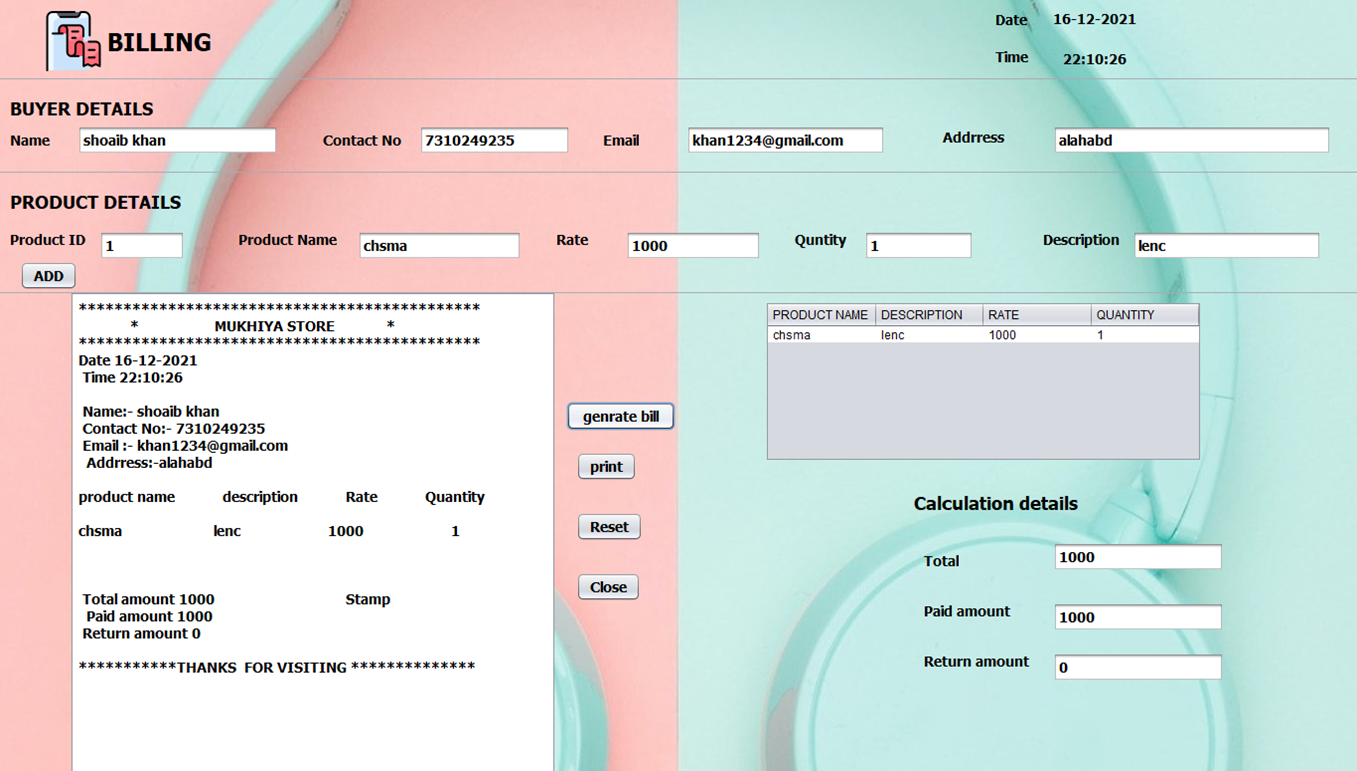 BILLING
Date 16-12-2021
Time 22:10:26
BUYER DETAILS
Name shoaib khan Contact No 7310249235 Email khan1234@gmail.com Addrress alahabd
PRODUCT DETAILS
Product ID 1 Product Name chsma Rate 1000 Quntity 1 Description lenc
ADD
*********************************************
* MUKHIYA STORE *
*********************************************
Date 16-12-2021
Time 22:10:26
Name:- shoaib khan
Contact No:- 7310249235
Email :- khan1234@gmail.com
Addrress:-alahabd
product name description Rate Quantity
chsma lenc 1000 1
Total amount 1000 Stamp
Paid amount 1000
Return amount 0
***********THANKS FOR VISITING **************
genrate bill
print
Reset
Close
PRODUCT NAME DESCRIPTION RATE QUANTITY
chsma lenc 1000 1
Calculation details
Total 1000
Paid amount 1000
Return amount 0